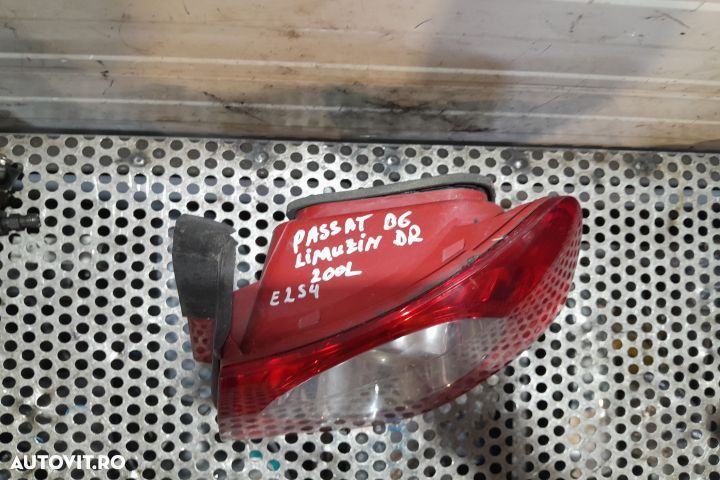 PASSAT B6
LIMUZIN DR
200L
E2S4
AUTOVIT.RO